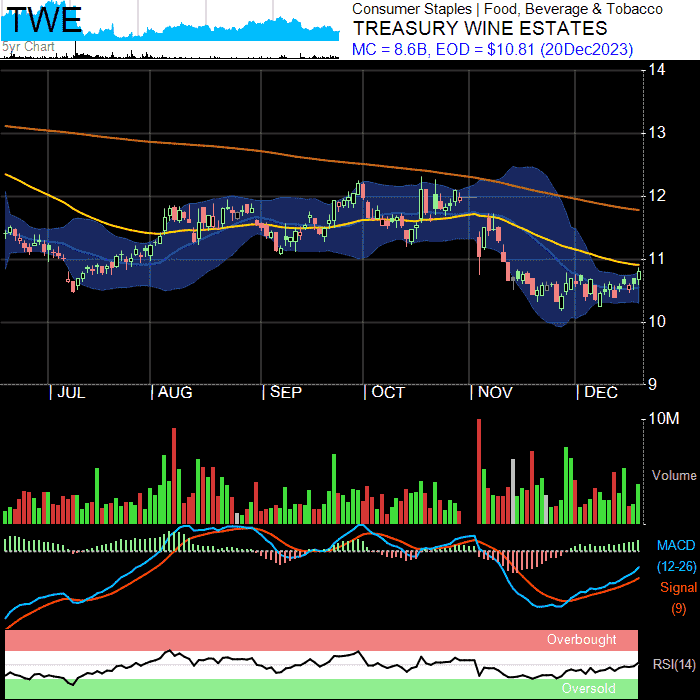 TWE
5yr Chart
Consumer Staples | Food, Beverage & Tobacco
TREASURY WINE ESTATES
MC = 8.6B, EOD = $10.81 (20Dec2023)
14
13
12
11
10
9
| JUL | AUG | SEP | OCT | NOV | DEC
10M
Volume
MACD
(12-26)
Signal
(9)
Overbought
RSI(14)
Oversold